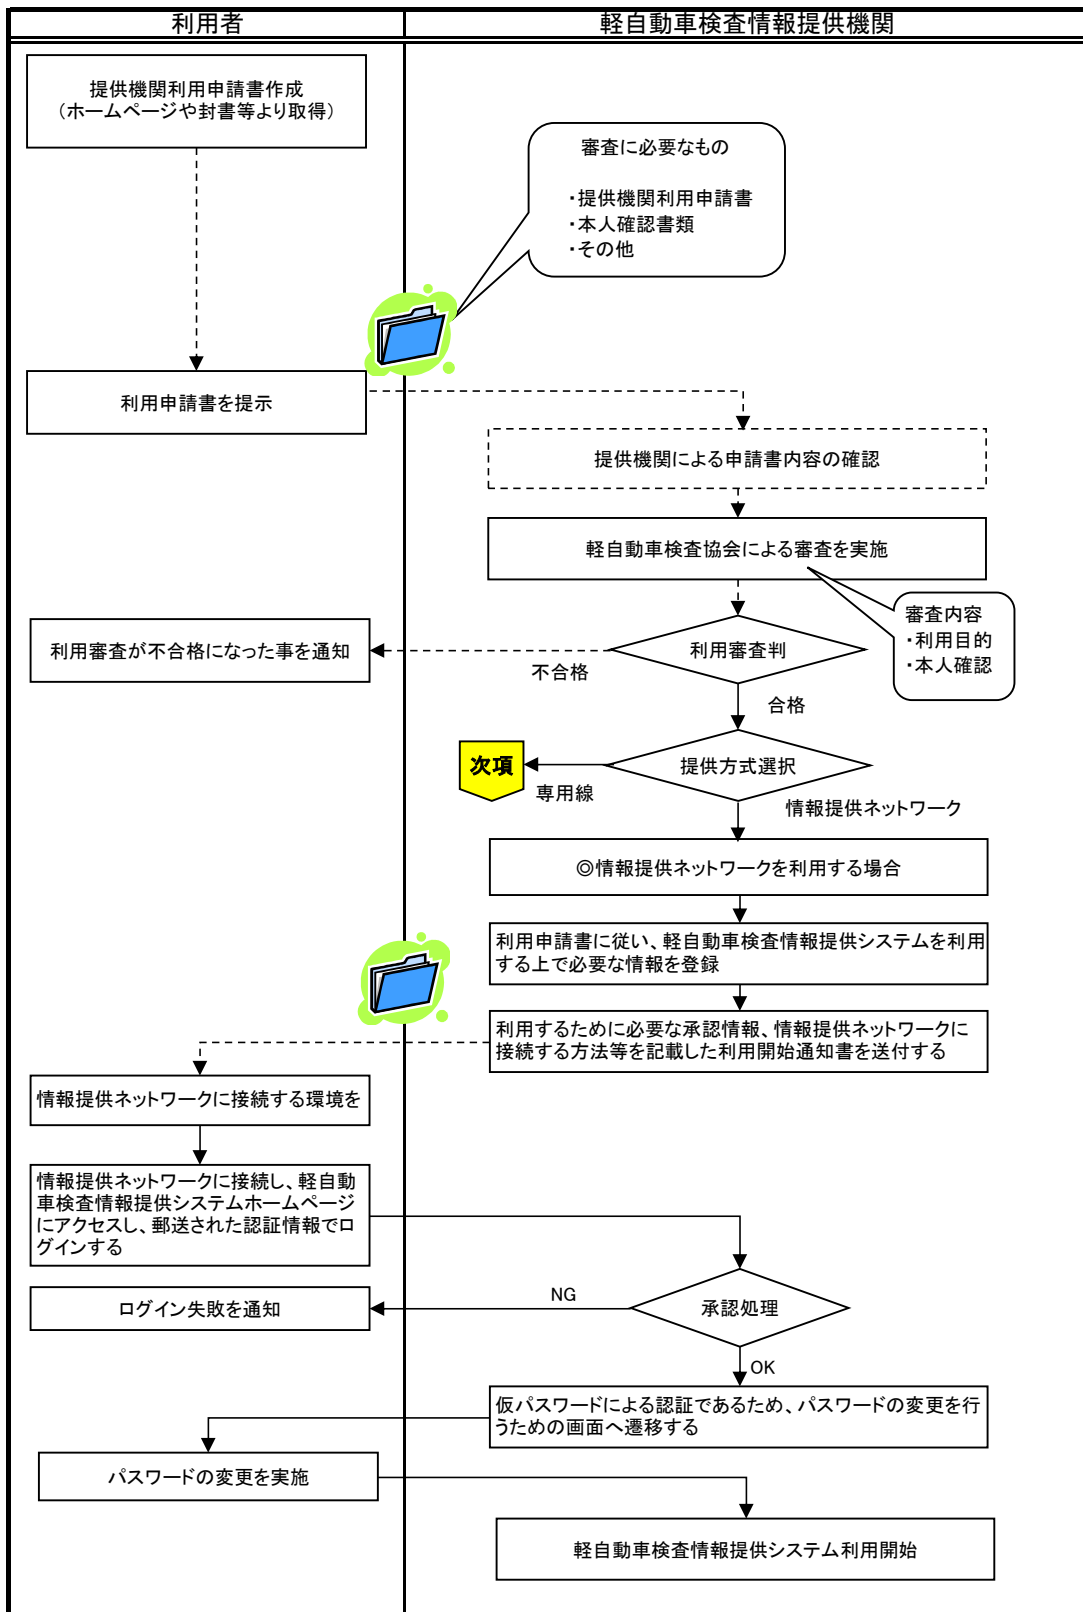 利用者
軽自動車検査情報提供機関
提供機関利用申請書作成
（ホームページや封書等より取得）
審査に必要なもの
・提供機関利用申請書
・本人確認書類
・その他
利用申請書を提示
提供機関による申請書内容の確認
軽自動車検査協会による審査を実施
審査内容
・利用目的
・本人確認
利用審査が不合格になった事を通知
利用審査判
不合格
合格
次項
提供方式選択
専用線
情報提供ネットワーク
◎情報提供ネットワークを利用する場合
利用申請書に従い、軽自動車検査情報提供システムを利用
する上で必要な情報を登録
利用するために必要な承認情報、情報提供ネットワークに
接続する方法等を記載した利用開始通知書を送付する
情報提供ネットワークに接続する環境を
情報提供ネットワークに接続し、軽自動
車検査情報提供システムホームページ
にアクセスし、郵送された認証情報でロ
グインする
ログイン失敗を通知
NG
承認処理
OK
仮パスワードによる認証であるため、パスワードの変更を行
うための画面へ遷移する
パスワードの変更を実施
軽自動車検査情報提供システム利用開始